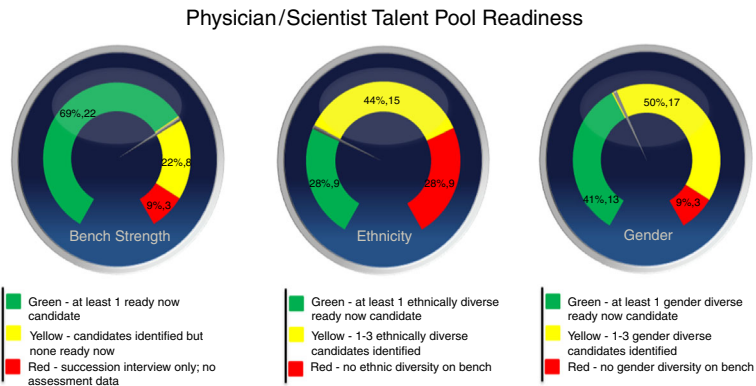 Physician/Scientist Talent Pool Readiness
69%,22
22%,8
9%,3
Bench Strength
44%,15
28%,9
28%,9
Ethnicity
50%,17
41%,13
9%,3
Gender
Green - at least 1 ready now
candidate
Yellow - candidates identified but
none ready now
Red - succession interview only; no
assessment data
Green - at least 1 ethnically diverse
ready now candidate
Yellow - 1-3 ethnically diverse
candidates identified
Red - no ethnic diversity on bench
Green - at least 1 gender diverse
ready now candidate
Yellow - 1-3 gender diverse
candidates identified
Red - no gender diversity on bench